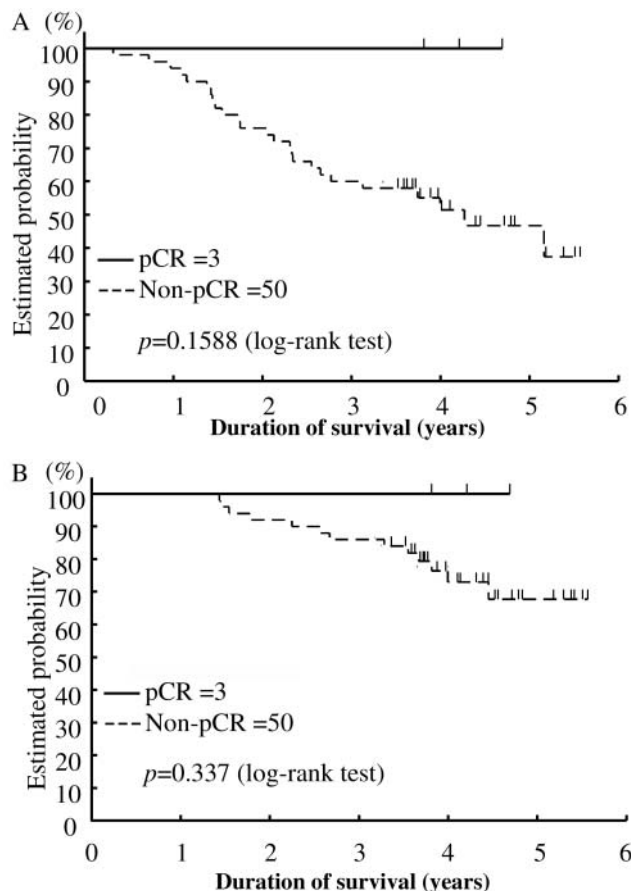 A (%)
100
90
80
70
60
50
40
30
20
10
0
Estimated probability
pCR =3
Non-pCR =50
p=0.1588 (log-rank test)
0 1 2 3 4 5 6
Duration of survival (years)
B (%)
100
90
80
70
60
50
40
30
20
10
0
Estimated probability
pCR =3
Non-pCR =50
p=0.337 (log-rank test)
0 1 2 3 4 5 6
Duration of survival (years)